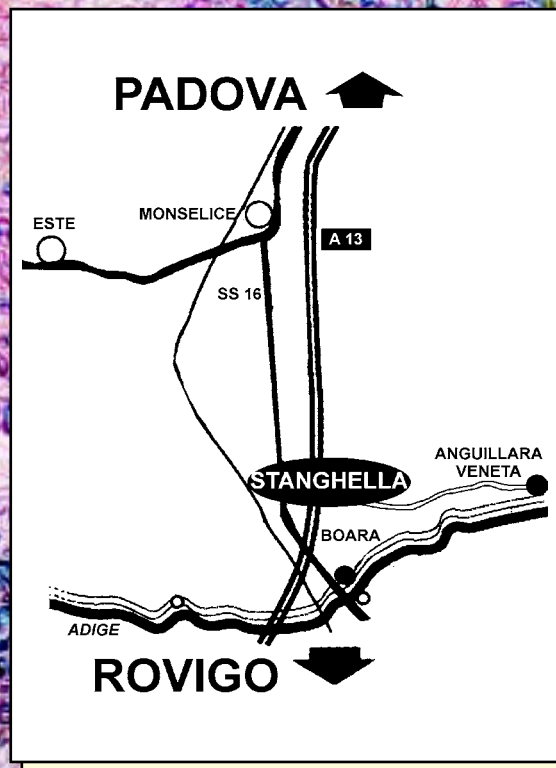 PADOVA
MONSELICE
ESTE
A 13
SS 16
STANGHELLA
ANGUILLARA
VENETA
BOARA
ADIGE
ROVIGO